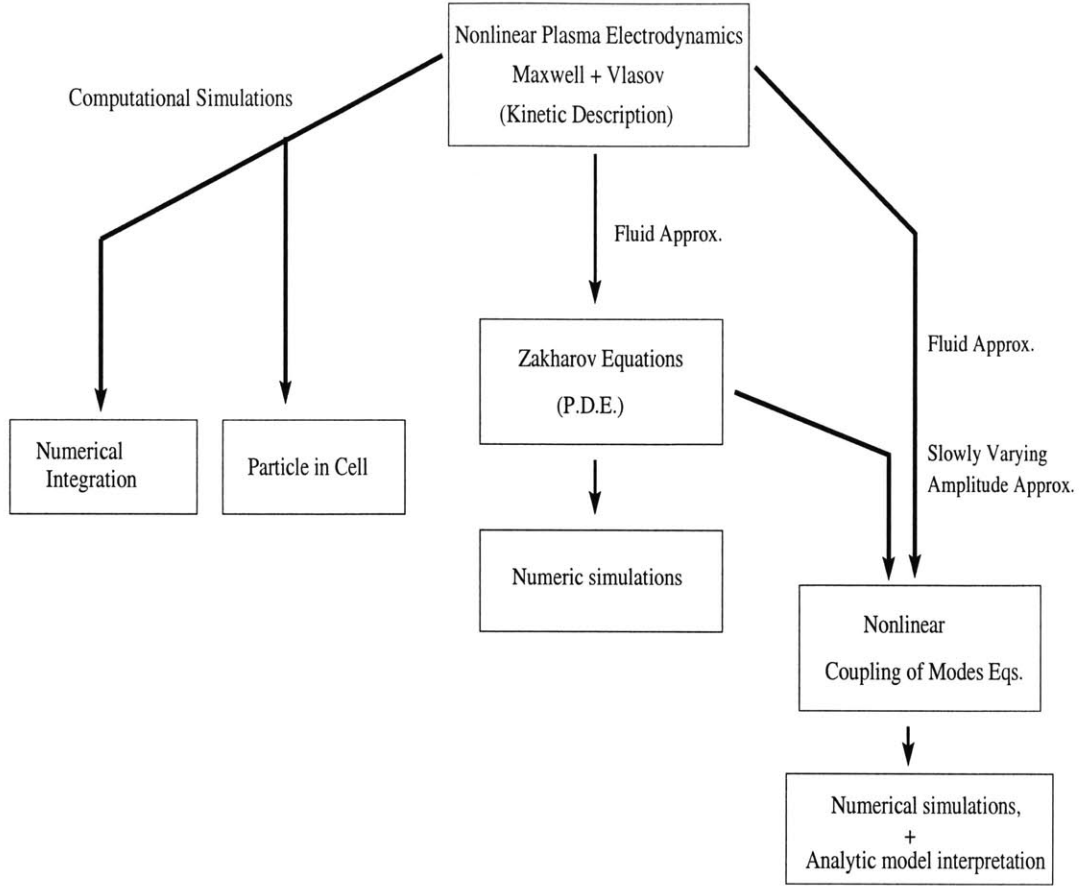 Nonlinear Plasma Electrodynamics
Maxwell + Vlasov
(Kinetic Description)
Computational Simulations
Fluid Approx.
Zakharov Equations
(P.D.E.)
Fluid Approx.
Slowly Varying
Amplitude Approx.
Numerical
Integration
Particle in Cell
Numeric simulations
Nonlinear
Coupling of Modes Eqs.
Numerical simulations,
+
Analytic model interpretation